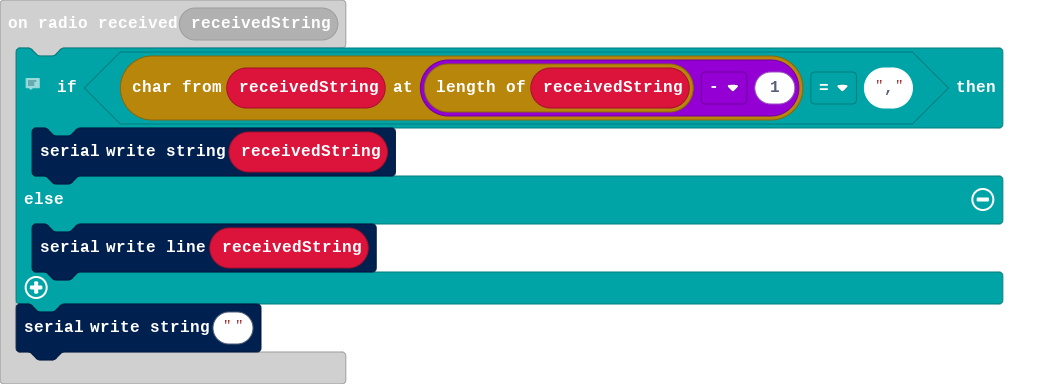 on radio received receivedString
if char from receivedString at length of receivedString - 1 = "," then
serial write string receivedString
else
serial write line receivedString
serial write string ""